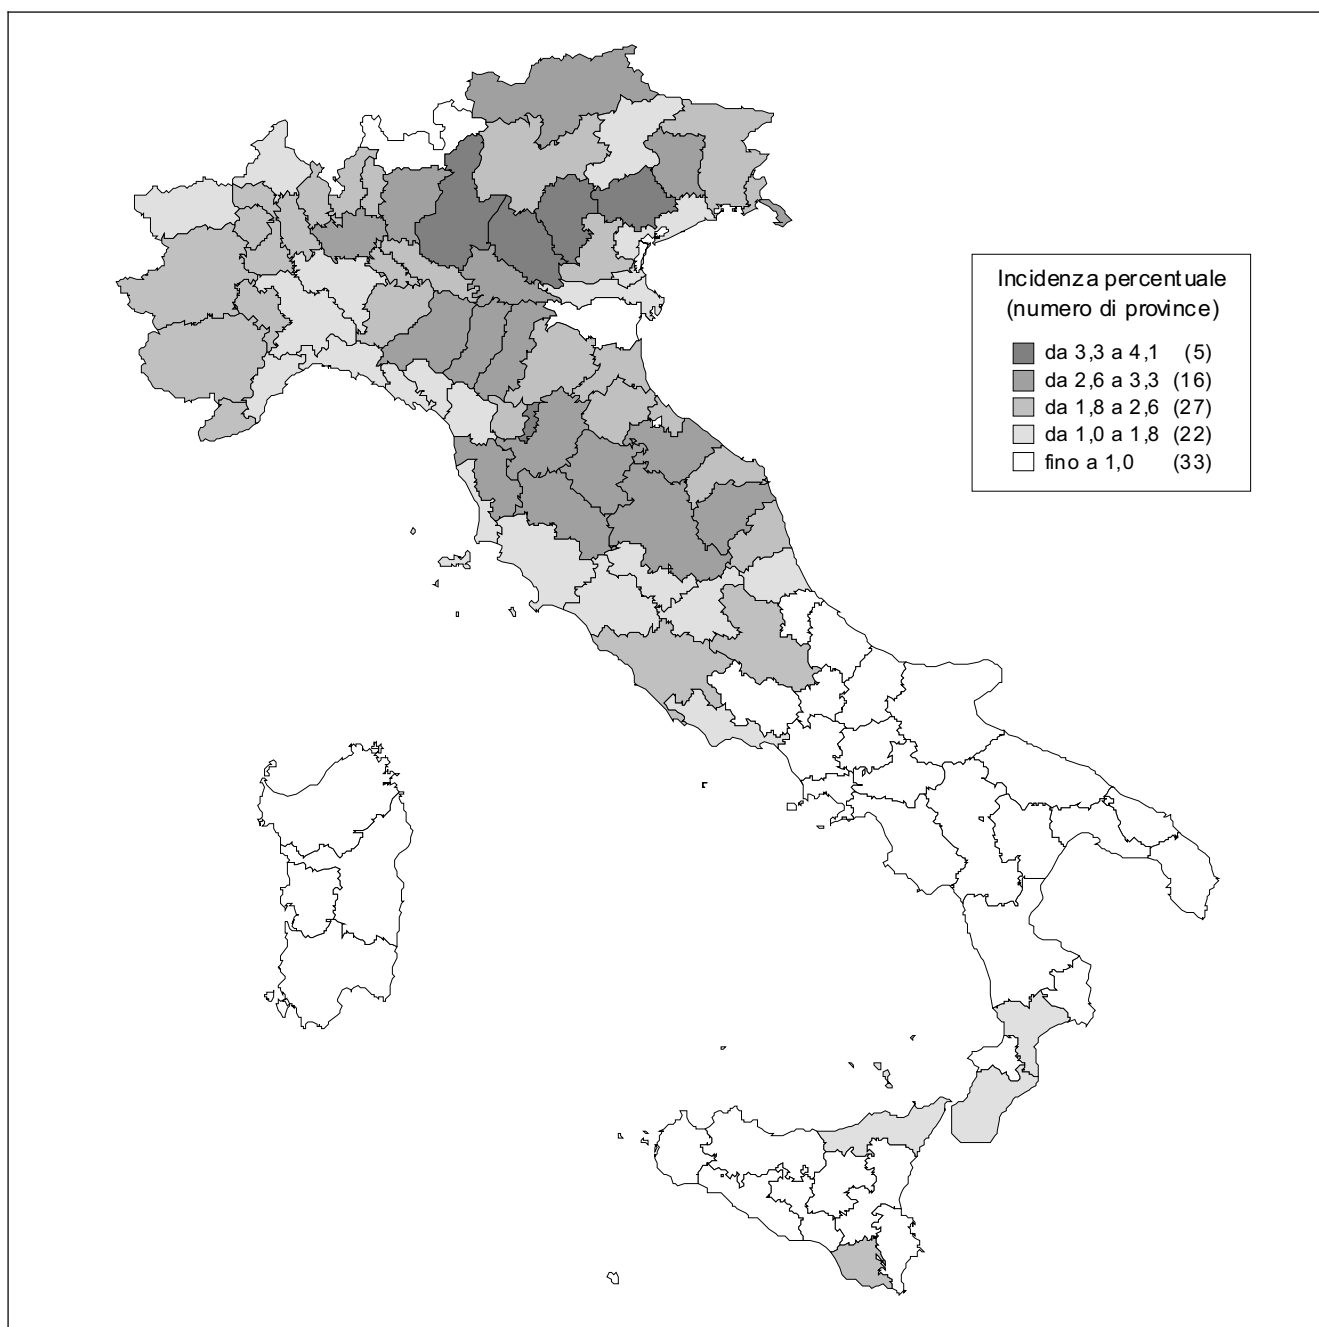 Incidenza percentuale
(numero di province)
da 3,3 a 4,1 (5)
da 2,6 a 3,3 (16)
da 1,8 a 2,6 (27)
da 1,0 a 1,8 (22)
fino a 1,0 (33)